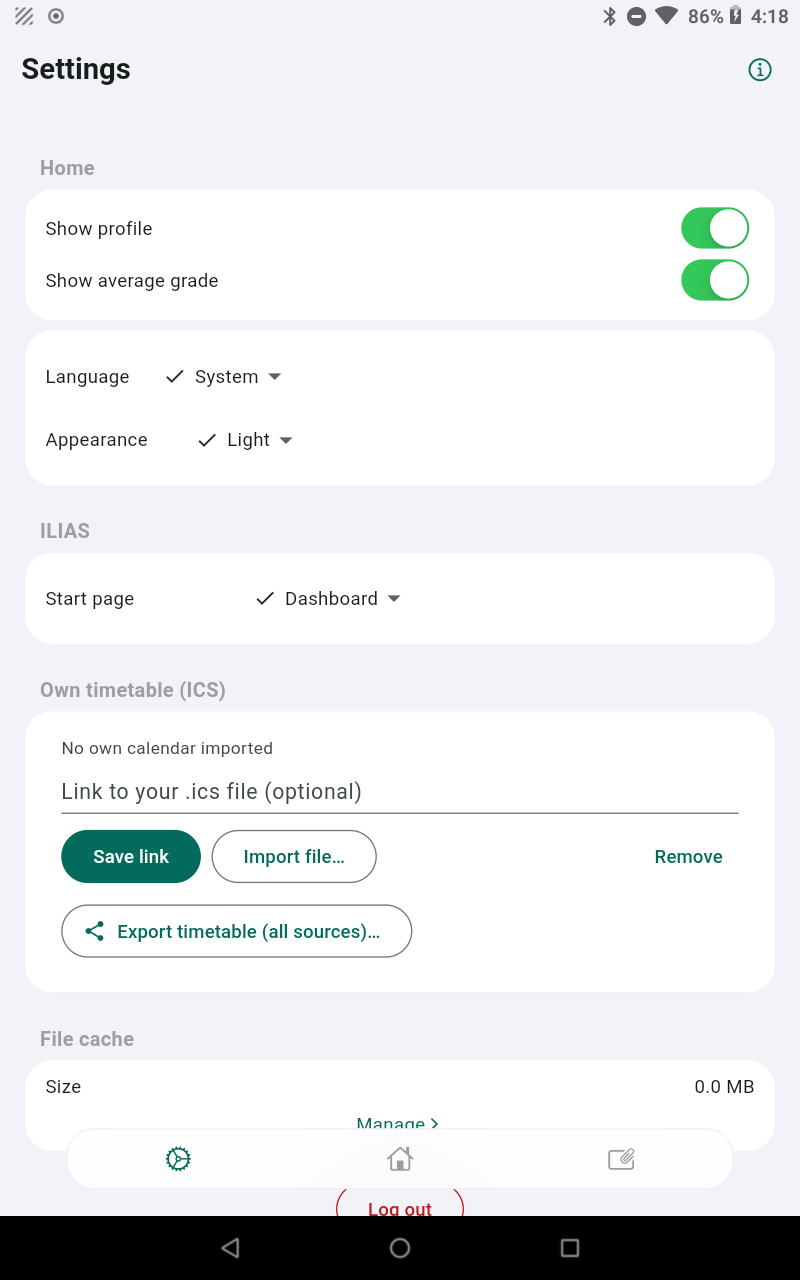 86% 4:18
Settings
Home
Show profile
Show average grade
Language System
Appearance Light
ILIAS
Start page Dashboard
Own timetable (ICS)
No own calendar imported
Link to your .ics file (optional)
Save link Import file… Remove
Export timetable (all sources)…
File cache
Size 0.0 MB
Manage
Log out